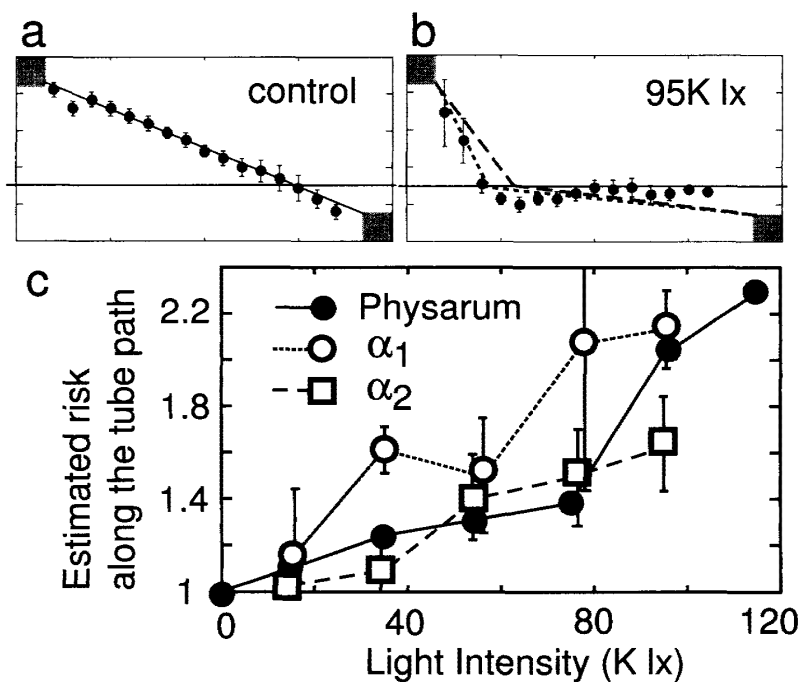 a
control
b
95K lx
c
Estimated risk
along the tube path
2.2
1.8
1.4
1
Physarum
α₁
α₂
0
40
80
120
Light Intensity (K lx)